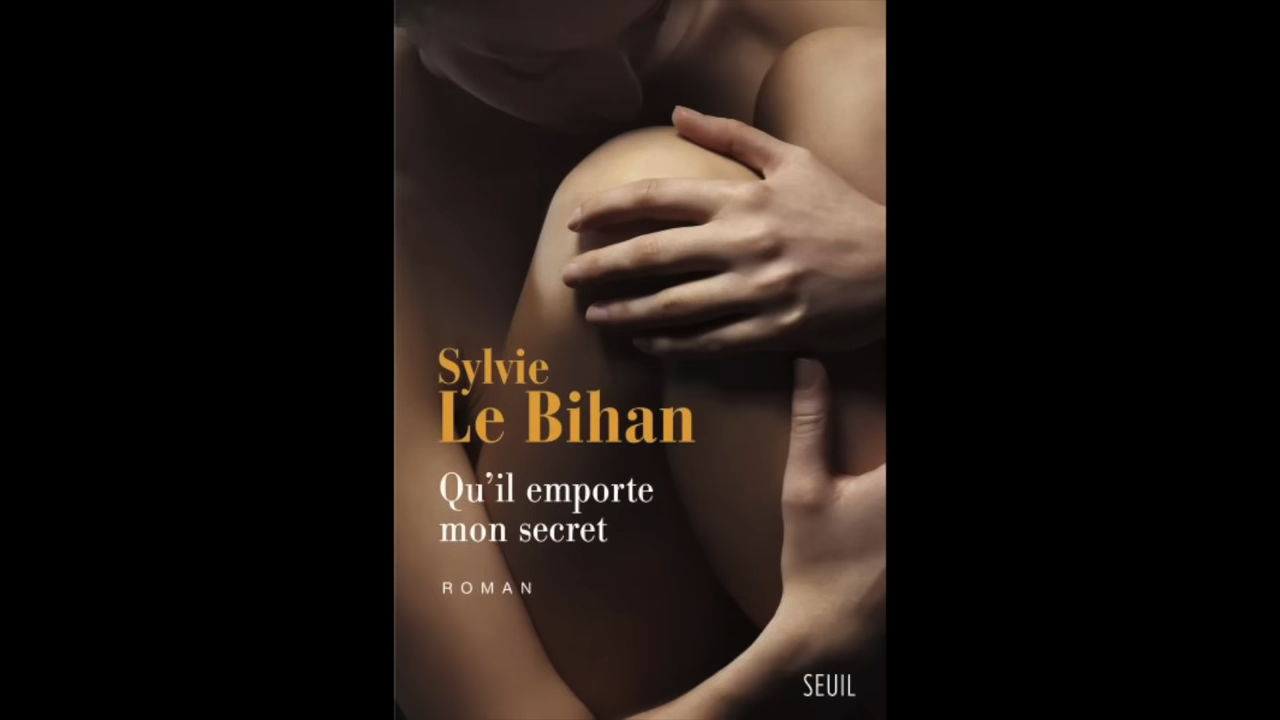 Sylvie
Le Bihan
Qu’il emporte
mon secret
ROMAN
SEUIL